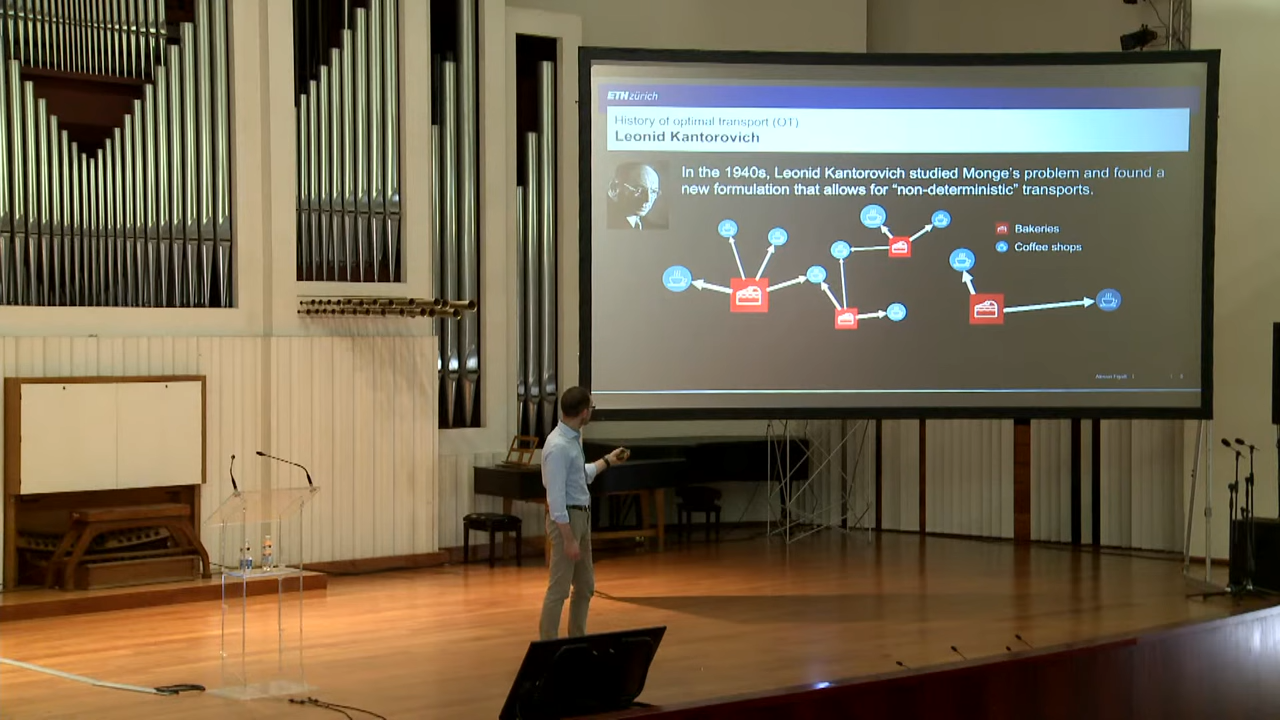 ETH zürich
History of optimal transport (OT)
Leonid Kantorovich
In the 1940s, Leonid Kantorovich studied Monge's problem and found a
new formulation that allows for "non-deterministic" transports.
Bakeries
Coffee shops